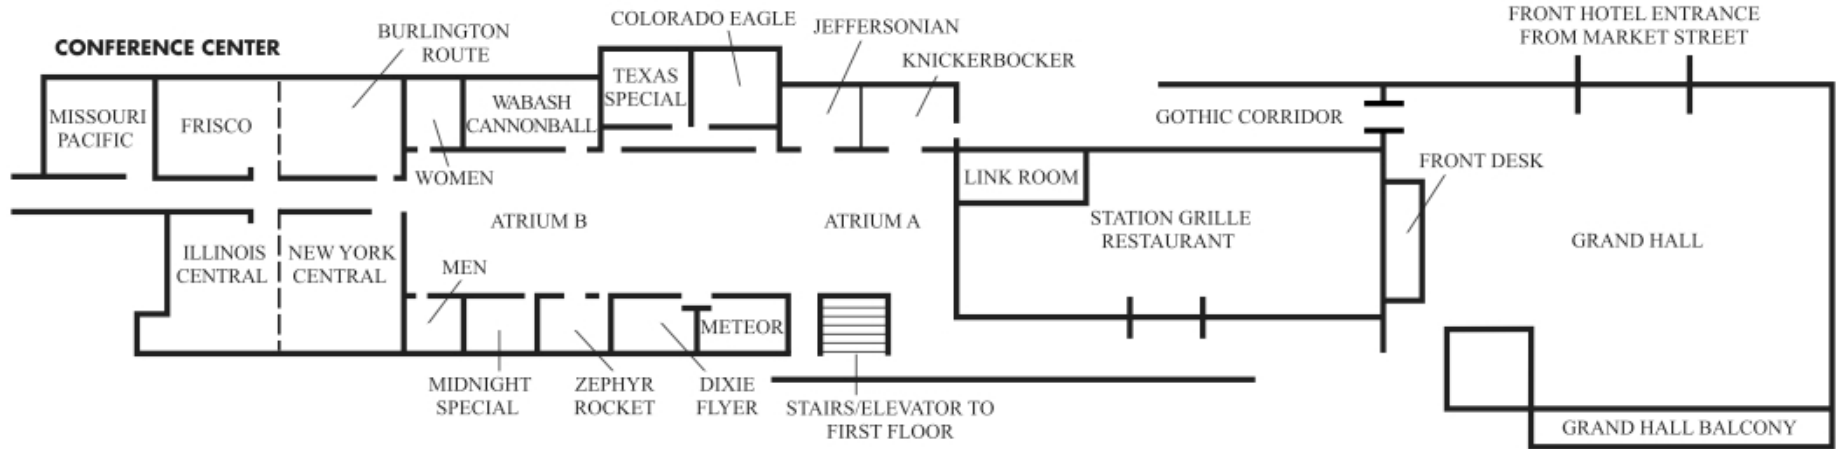 CONFERENCE CENTER
BURLINGTON
ROUTE
COLORADO EAGLE
JEFFERSONIAN
KNICKERBOCKER
FRONT HOTEL ENTRANCE
FROM MARKET STREET
MISSOURI
PACIFIC
FRISCO
WABASH
CANNONBALL
TEXAS
SPECIAL
GOTHIC CORRIDOR
WOMEN
LINK ROOM
FRONT DESK
ATRIUM B
ATRIUM A
STATION GRILLE
RESTAURANT
GRAND HALL
ILLINOIS
CENTRAL
NEW YORK
CENTRAL
MEN
METEOR
MIDNIGHT
SPECIAL
ZEPHYR
ROCKET
DIXIE
FLYER
STAIRS/ELEVATOR TO
FIRST FLOOR
GRAND HALL BALCONY